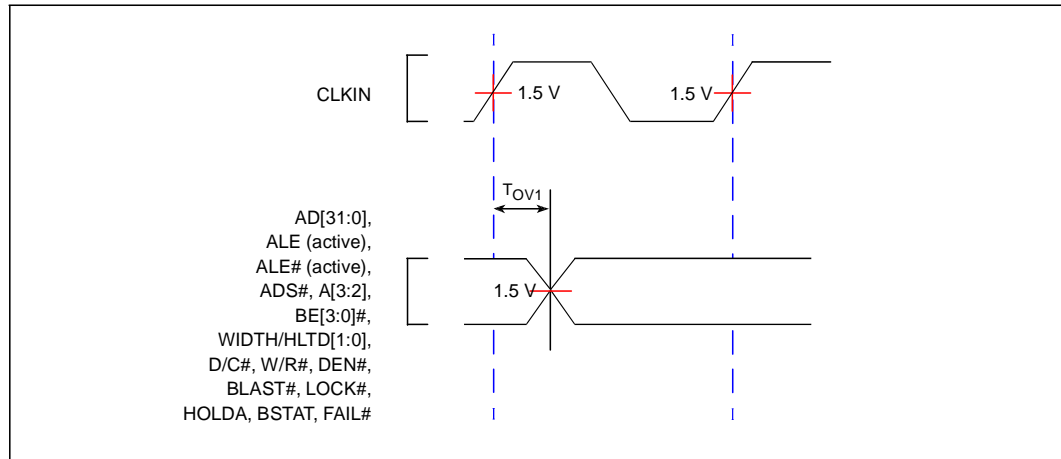 CLKIN
1.5 V
1.5 V
TOV1
AD[31:0],
ALE (active),
ALE# (active),
ADS#, A[3:2],
BE[3:0]#,
WIDTH/HLTD[1:0],
D/C#, W/R#, DEN#,
BLAST#, LOCK#,
HOLDA, BSTAT, FAIL#
1.5 V